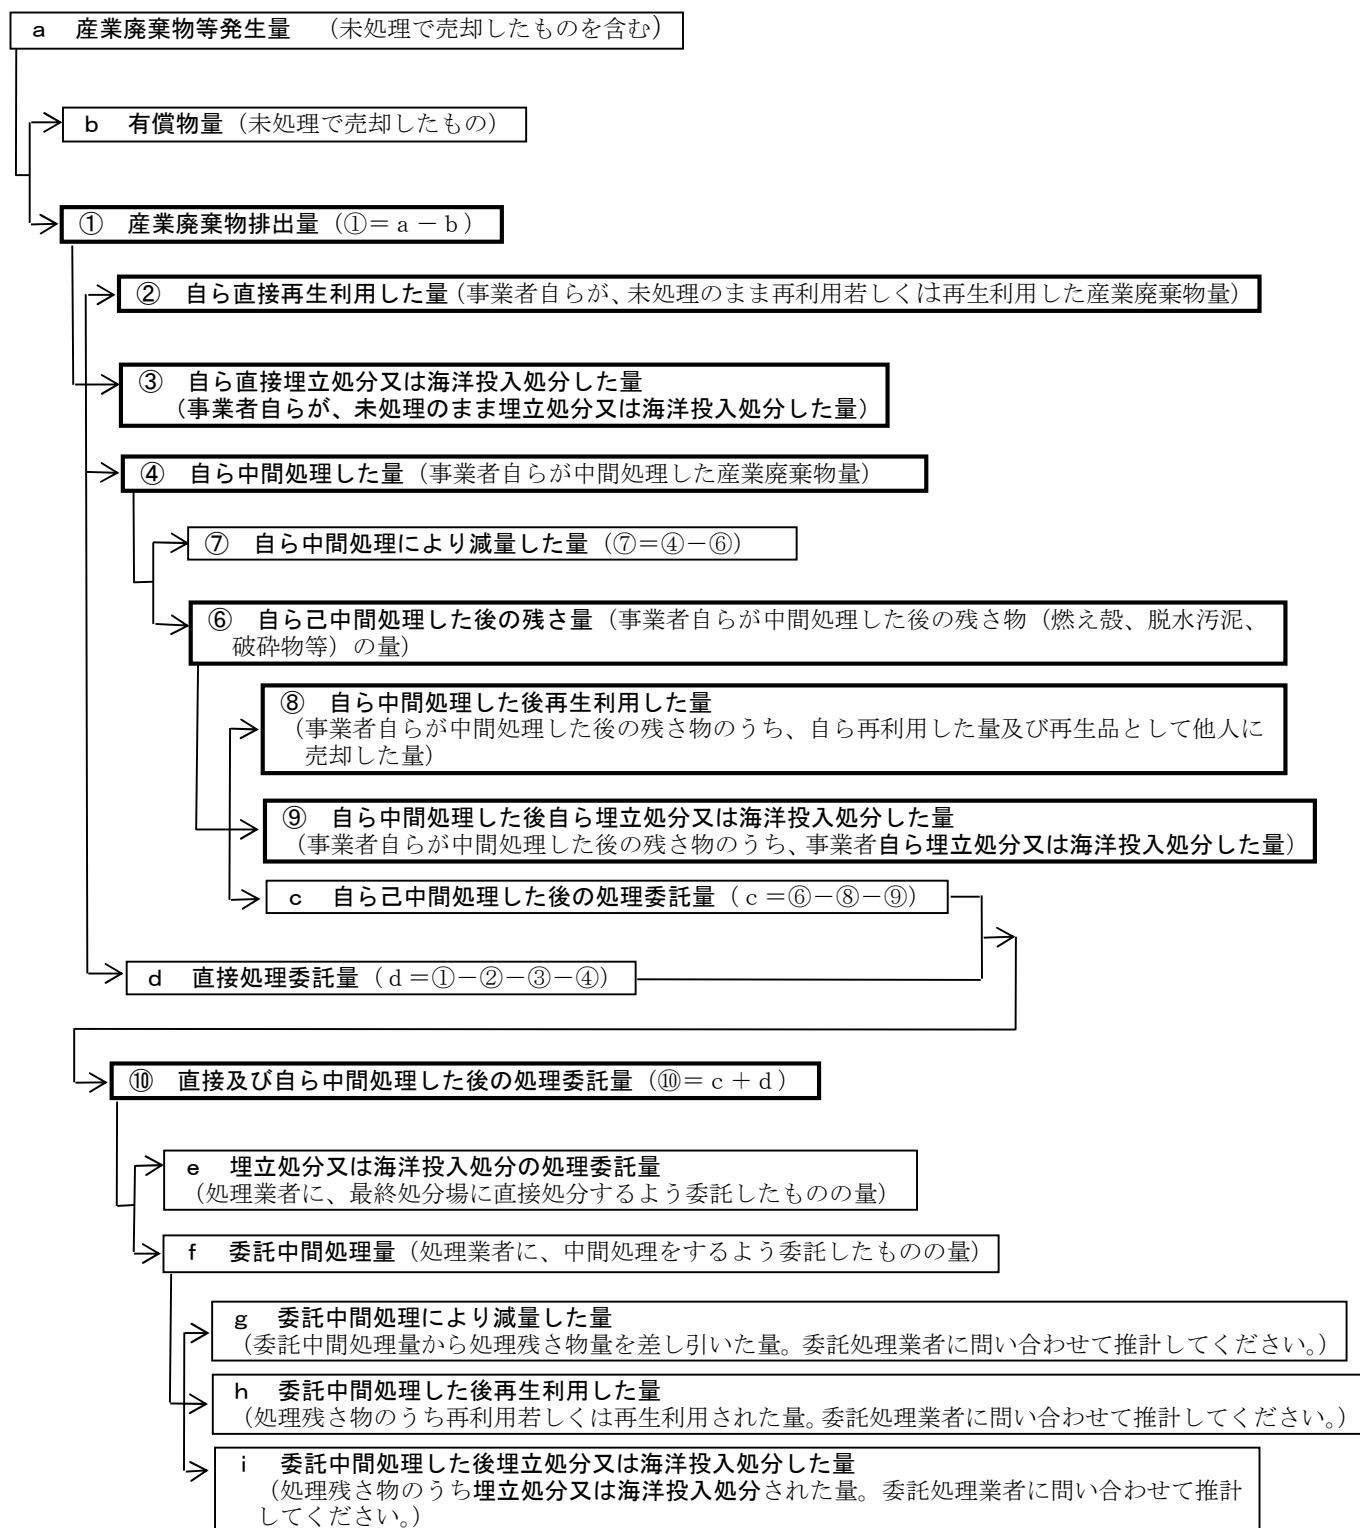 a　産業廃棄物等発生量　（未処理で売却したものを含む）
b　有償物量（未処理で売却したもの）
①　産業廃棄物排出量（①＝a－b）
②　自ら直接再生利用した量（事業者自らが、未処理のまま再利用若しくは再生利用した産業廃棄物量）
③　自ら直接埋立処分又は海洋投入処分した量
（事業者自らが、未処理のまま埋立処分又は海洋投入処分した量）
④　自ら中間処理した量（事業者自らが中間処理した産業廃棄物量）
⑦　自ら中間処理により減量した量（⑦＝④－⑥）
⑥　自ら己中間処理した後の残さ量（事業者自らが中間処理した後の残さ物（燃え殻、脱水汚泥、
破砕物等）の量）
⑧　自ら中間処理した後再生利用した量
（事業者自らが中間処理した後の残さ物のうち、自ら再利用した量及び再生品として他人に
売却した量）
⑨　自ら中間処理した後自ら埋立処分又は海洋投入処分した量
（事業者自らが中間処理した後の残さ物のうち、事業者自ら埋立処分又は海洋投入処分した量）
c　自ら己中間処理した後の処理委託量（c＝⑥－⑧－⑨）
d　直接処理委託量（d＝①－②－③－④）
⑩　直接及び自ら中間処理した後の処理委託量（⑩＝c＋d）
e　埋立処分又は海洋投入処分の処理委託量
（処理業者に、最終処分場に直接処分するよう委託したものの量）
f　委託中間処理量（処理業者に、中間処理をするよう委託したものの量）
g　委託中間処理により減量した量
（委託中間処理量から処理残さ物量を差し引いた量。委託処理業者に問い合わせて推計してください。）
h　委託中間処理した後再生利用した量
（処理残さ物のうち再利用若しくは再生利用された量。委託処理業者に問い合わせて推計してください。）
i　委託中間処理した後埋立処分又は海洋投入処分した量
（処理残さ物のうち埋立処分又は海洋投入処分された量。委託処理業者に問い合わせて推計
してください。）